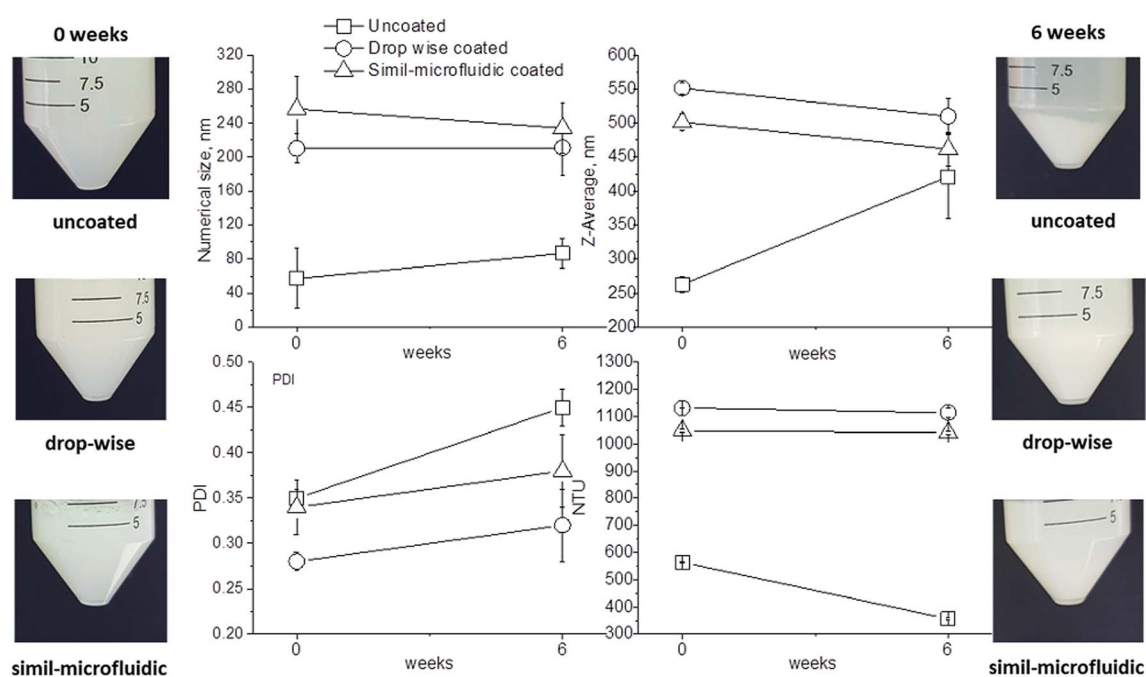 0 weeks
10
7.5
5
uncoated
7.5
5
drop-wise
7.5
5
simil-microfluidic
Uncoated
Drop wise coated
Simil-microfluidic coated
320
280
240
200
160
120
80
40
0
Numerical size, nm
0
6
weeks
600
550
500
450
400
350
300
250
200
Z-Average, nm
0
6
weeks
0.50
0.45
0.40
0.35
0.30
0.25
0.20
PDI
PDI
0
6
weeks
1300
1200
1100
1000
900
800
700
600
500
400
300
NTU
0
6
weeks
6 weeks
7.5
5
uncoated
7.5
5
drop-wise
5
simil-microfluidic